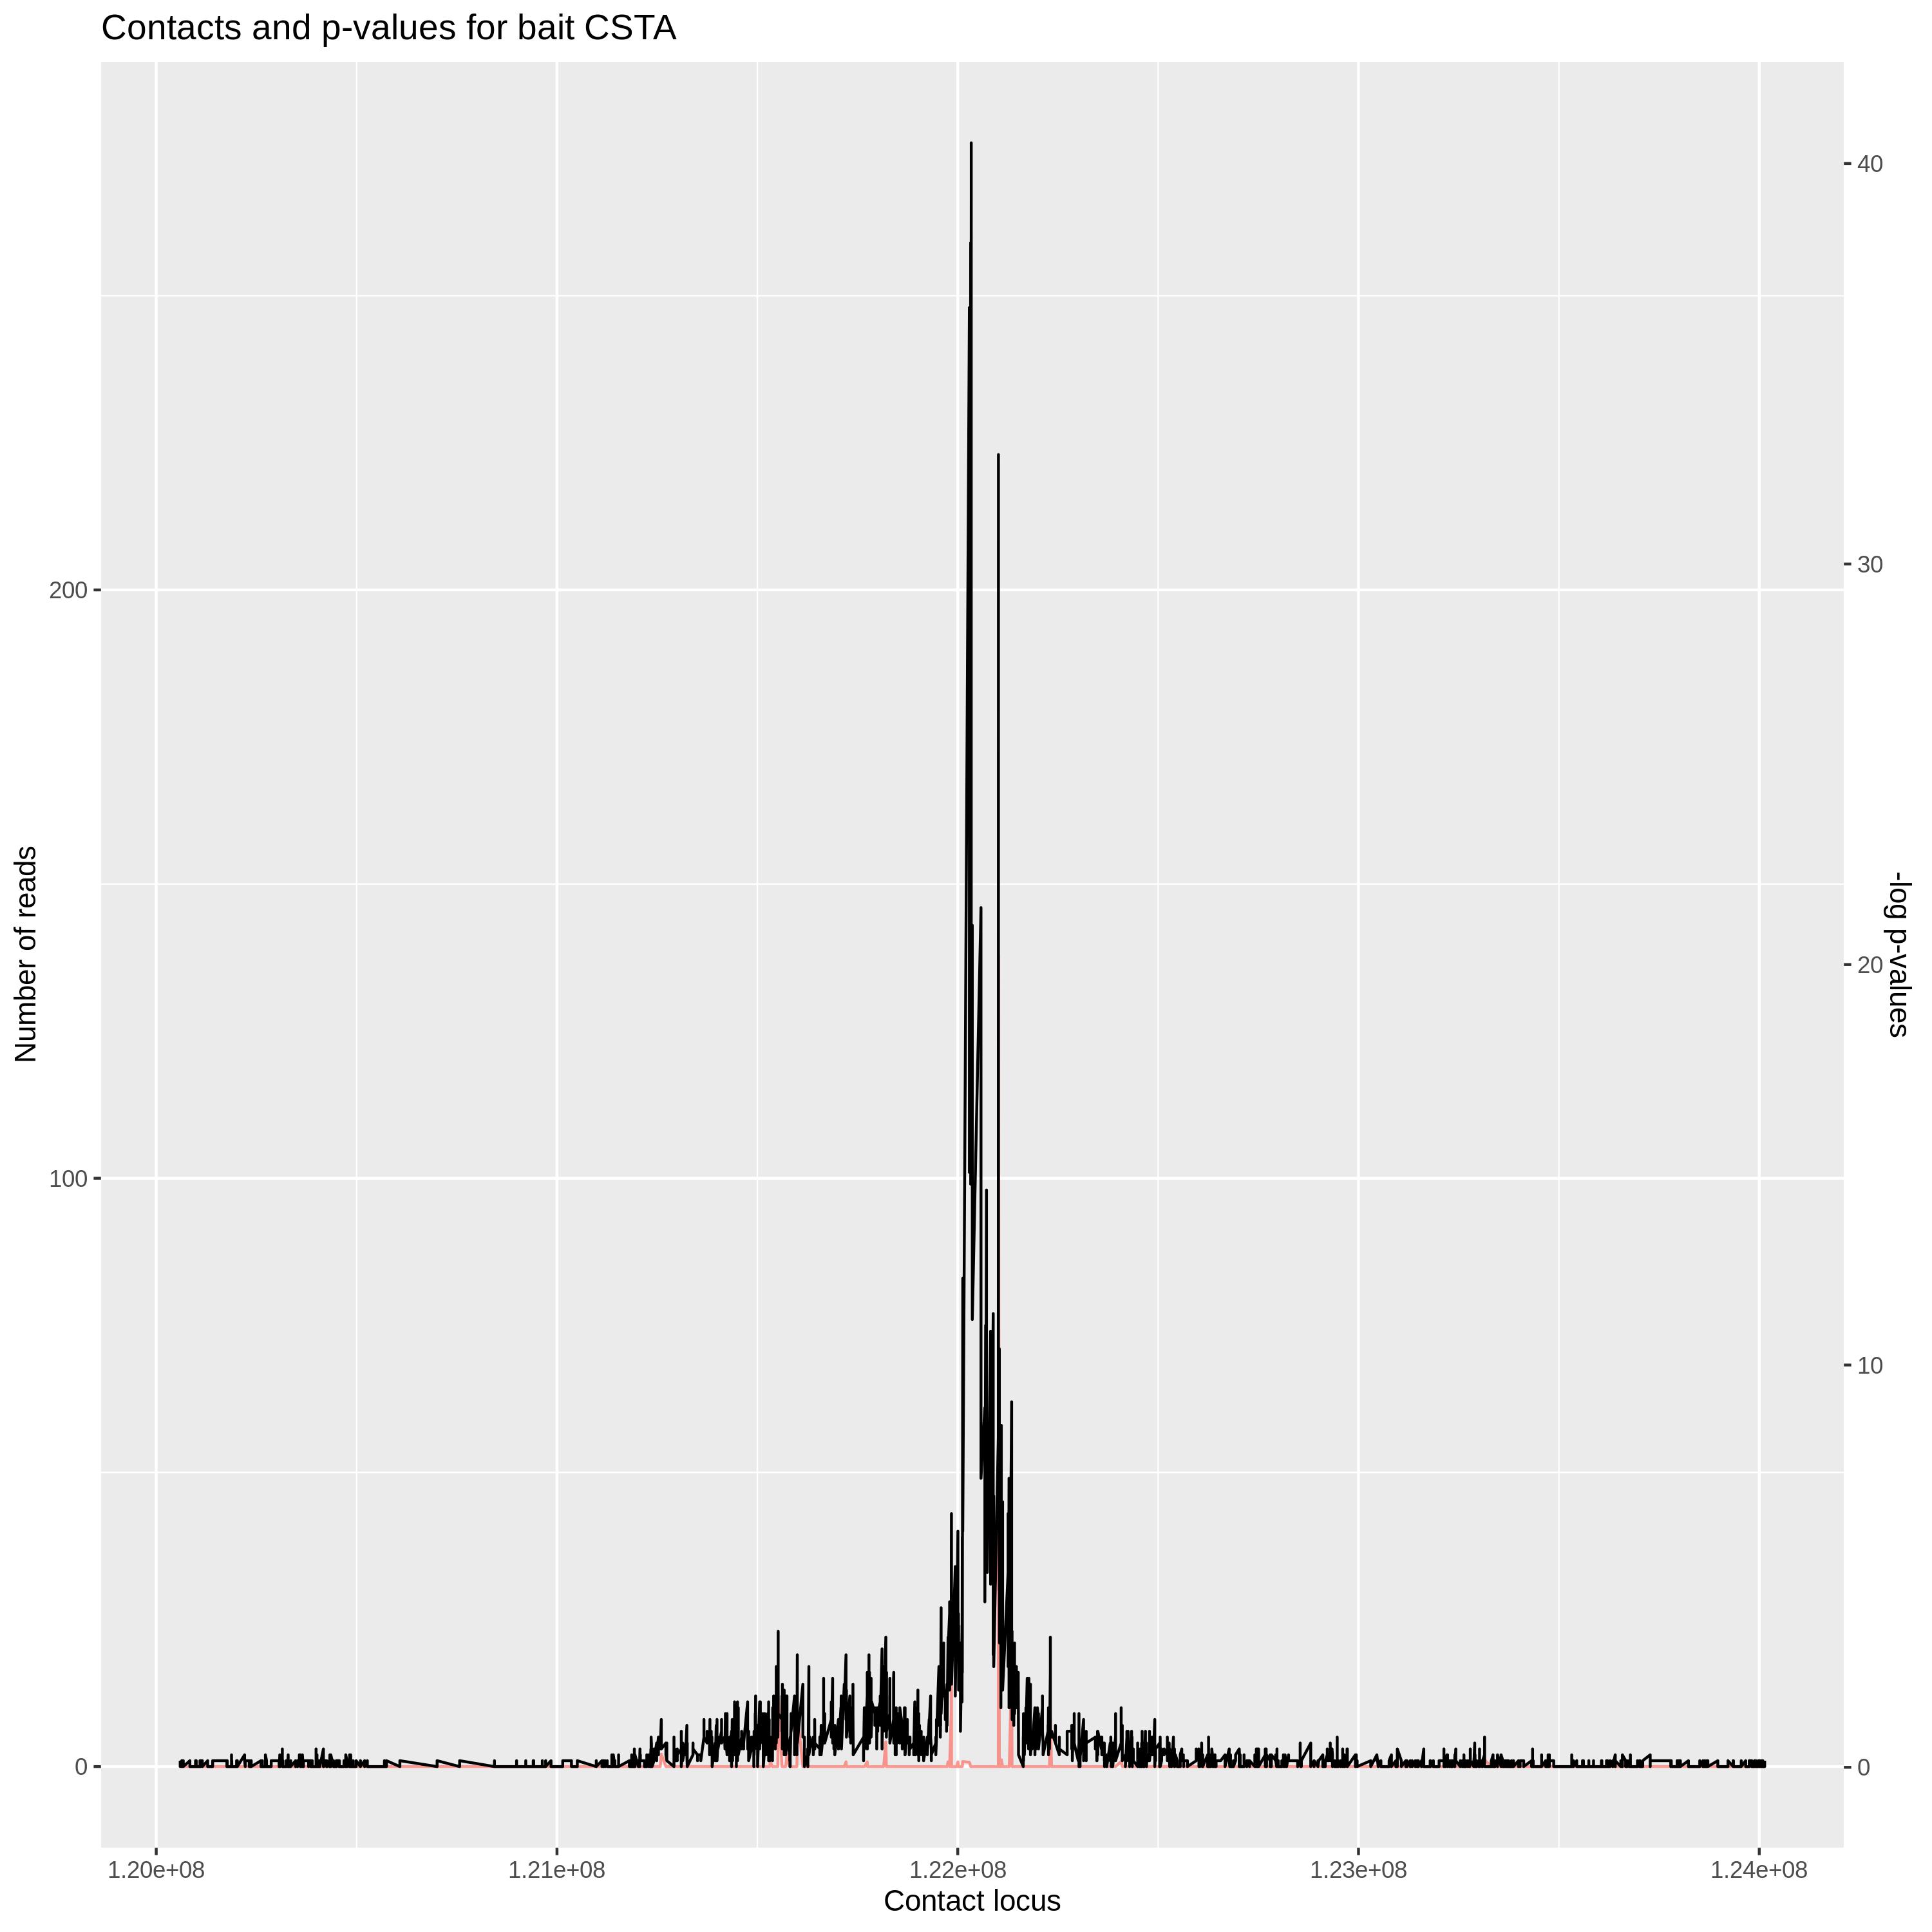 Contacts and p-values for bait CSTA
Number of reads
200
100
0
40
30
20
10
0
-log p-values
1.20e+08 1.21e+08 1.22e+08 1.23e+08 1.24e+08
Contact locus